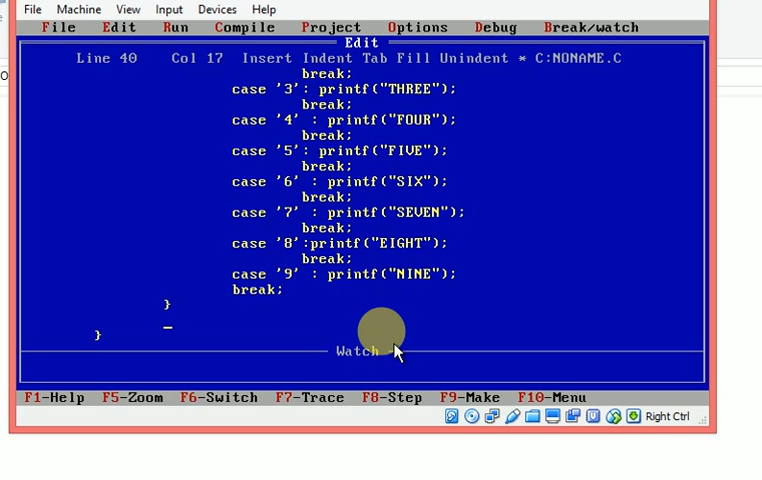 File Machine View Input Devices Help
File Edit Run Compile Project Options Debug Break/watch
Edit
Line 40 Col 17 Insert Indent Tab Fill Unindent * C:NONAME.C
break;
case '3': printf("THREE");
break;
case '4' : printf("FOUR");
break;
case '5': printf("FIVE");
break;
case '6' : printf("SIX");
break;
case '7' : printf("SEVEN");
break;
case '8':printf("EIGHT");
break;
case '9' : printf("NINE");
break;
}
}
Watch
F1-Help F5-Zoom F6-Switch F7-Trace F8-Step F9-Make F10-Menu
Right Ctrl